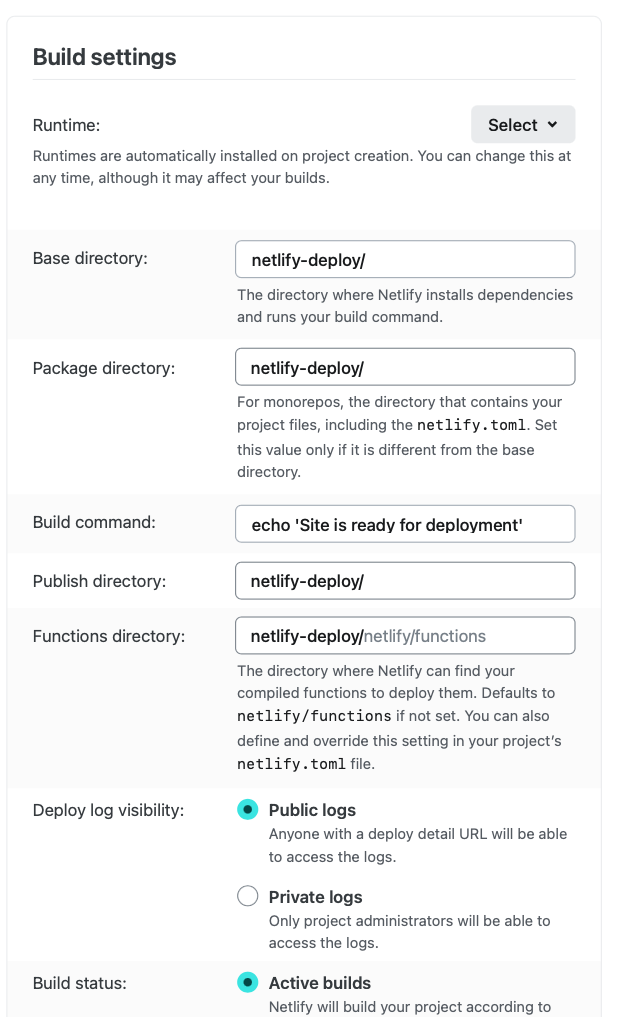 Build settings
Runtime:
Select
Runtimes are automatically installed on project creation. You can change this at
any time, although it may affect your builds.
Base directory:
netlify-deploy/
The directory where Netlify installs dependencies
and runs your build command.
Package directory:
netlify-deploy/
For monorepos, the directory that contains your
project files, including the netlify.toml. Set
this value only if it is different from the base
directory.
Build command:
echo 'Site is ready for deployment'
Publish directory:
netlify-deploy/
Functions directory:
netlify-deploy/netlify/functions
The directory where Netlify can find your
compiled functions to deploy them. Defaults to
netlify/functions if not set. You can also
define and override this setting in your project’s
netlify.toml file.
Deploy log visibility:
Public logs
Anyone with a deploy detail URL will be able
to access the logs.
Private logs
Only project administrators will be able to
access the logs.
Build status:
Active builds
Netlify will build your project according to